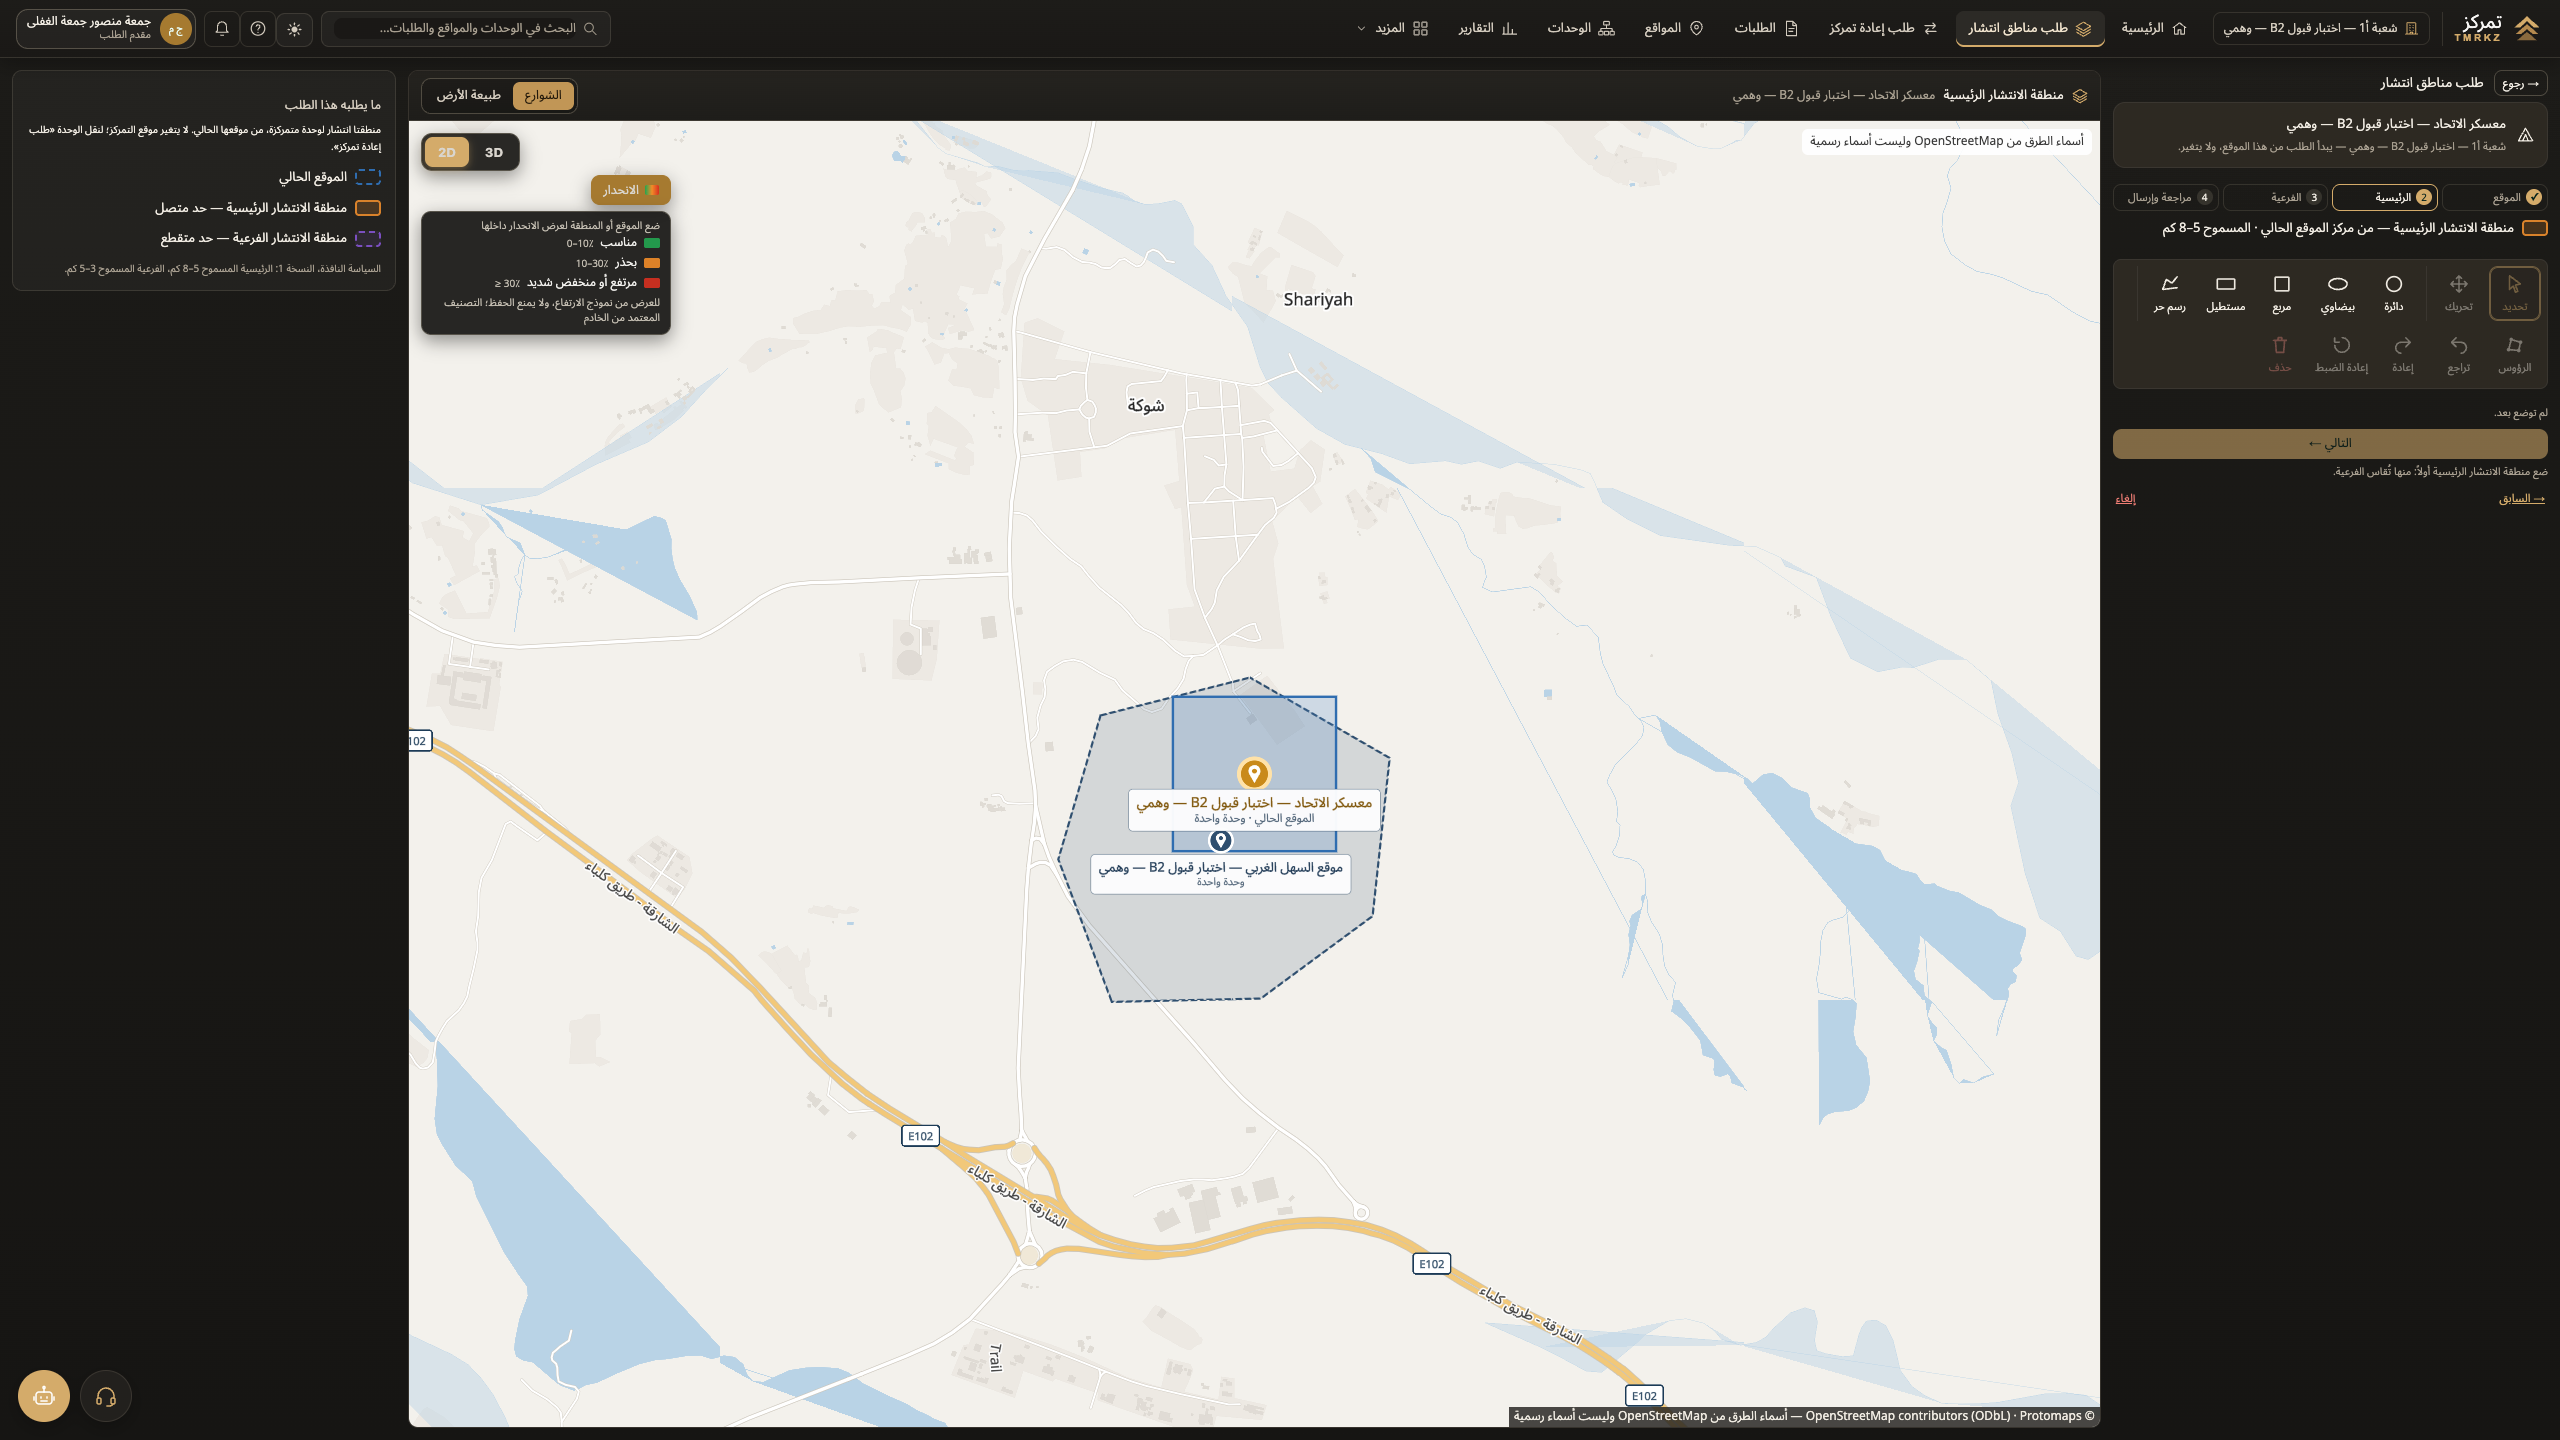 تمركز
TMRKZ
شعبة أ1 — اختبار قبول B2 — وهمي
الرئيسية
طلب مناطق انتشار
طلب إعادة تمركز
الطلبات
المواقع
الوحدات
التقارير
المزيد
البحث في الوحدات والمواقع والطلبات...
ج م
جمعة منصور جمعة الغفلي
مقدم الطلب
→ رجوع
طلب مناطق انتشار
معسكر الاتحاد — اختبار قبول B2 — وهمي
شعبة أ1 — اختبار قبول B2 — وهمي — يبدأ الطلب من هذا الموقع، ولا يتغير.
الموقع
2 الرئيسية
3 الفرعية
4 مراجعة وإرسال
منطقة الانتشار الرئيسية — من مركز الموقع الحالي · المسموح 5–8 كم
تحديد
تحريك
دائرة
بيضاوي
مربع
مستطيل
رسم حر
الرؤوس
تراجع
إعادة
إعادة الضبط
حذف
لم توضع بعد.
التالي ←
ضع منطقة الانتشار الرئيسية أولاً: منها تُقاس الفرعية.
→ السابق
إلغاء
منطقة الانتشار الرئيسية معسكر الاتحاد — اختبار قبول B2 — وهمي
الشوارع
طبيعة الأرض
أسماء الطرق من OpenStreetMap وليست أسماء رسمية
2D
3D
الانحدار
ضع الموقع أو المنطقة لعرض الانحدار داخلها
مناسب 0–10٪
بحذر 10–30٪
مرتفع أو منخفض شديد ≥ 30٪
للعرض من نموذج الارتفاع، ولا يمنع الحفظ؛ التصنيف
المعتمد من الخادم
Shariyah
شوكة
معسكر الاتحاد — اختبار قبول B2 — وهمي
الموقع الحالي · وحدة واحدة
موقع السهل الغربي — اختبار قبول B2 — وهمي
وحدة واحدة
102
الشارقة - طريق كلباء
E102
الشارقة - طريق كلباء
E102
الشارقة - طريق كلباء
E102
Trail
© OpenStreetMap contributors (ODbL) · Protomaps — أسماء الطرق من OpenStreetMap وليست أسماء رسمية
ما يطلبه هذا الطلب
منطقتا انتشار لوحدة متمركزة، من موقعها الحالي. لا يتغير موقع التمركز؛ لنقل الوحدة «طلب
إعادة تمركز».
الموقع الحالي
منطقة الانتشار الرئيسية — حد متصل
منطقة الانتشار الفرعية — حد متقطع
السياسة النافذة، النسخة 1: الرئيسية المسموح 5–8 كم، الفرعية المسموح 3–5 كم.